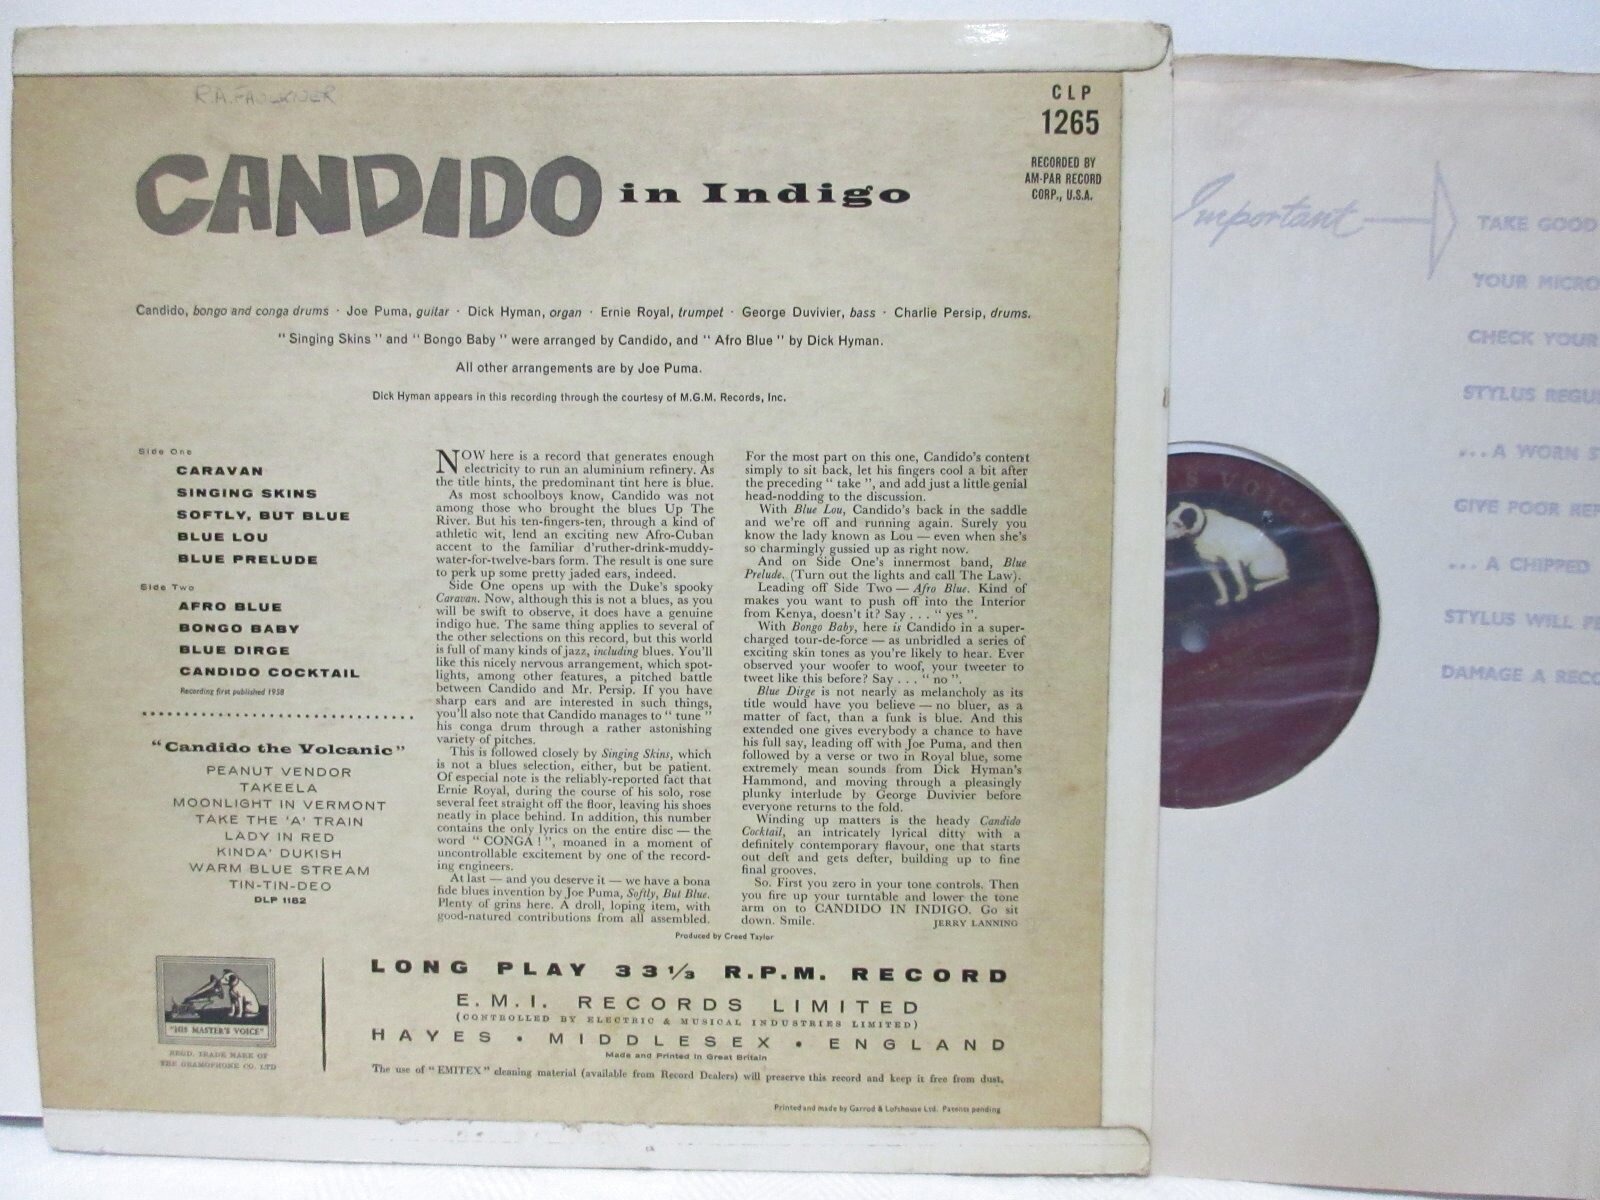 R.A. FAULKNER
CLP
1265
RECORDED BY
AM-PAR RECORD
CORP., U.S.A.
CANDIDO in Indigo
Candido, bongo and conga drums · Joe Puma, guitar · Dick Hyman, organ · Ernie Royal, trumpet · George Duvivier, bass · Charlie Persip, drums.
" Singing Skins " and " Bongo Baby " were arranged by Candido, and " Afro Blue " by Dick Hyman.
All other arrangements are by Joe Puma.
Dick Hyman appears in this recording through the courtesy of M.G.M. Records, Inc.
Side One
CARAVAN
SINGING SKINS
SOFTLY, BUT BLUE
BLUE LOU
BLUE PRELUDE
Side Two
AFRO BLUE
BONGO BABY
BLUE DIRGE
CANDIDO COCKTAIL
Recording first published 1958
"Candido the Volcanic"
PEANUT VENDOR
TAKEELA
MOONLIGHT IN VERMONT
TAKE THE 'A' TRAIN
LADY IN RED
KINDA' DUKISH
WARM BLUE STREAM
TIN-TIN-DEO
DLP 1182
NOW here is a record that generates enough
electricity to run an aluminium refinery. As
the title hints, the predominant tint here is blue.
As most schoolboys know, Candido was not
among those who brought the blues Up The
River. But his ten-fingers-ten, through a kind of
athletic wit, lend an exciting new Afro-Cuban
accent to the familiar d'ruther-drink-muddy-
water-for-twelve-bars form. The result is one sure
to perk up some pretty jaded ears, indeed.
Side One opens up with the Duke's spooky
Caravan. Now, although this is not a blues, as you
will be swift to observe, it does have a genuine
indigo hue. The same thing applies to several of
the other selections on this record, but this world
is full of many kinds of jazz, including blues. You'll
like this nicely nervous arrangement, which spot-
lights, among other features, a pitched battle
between Candido and Mr. Persip. If you have
sharp ears and are interested in such things,
you'll also note that Candido manages to " tune "
his conga drum through a rather astonishing
variety of pitches.
This is followed closely by Singing Skins, which
is not a blues selection, either, but be patient.
Of especial note is the reliably-reported fact that
Ernie Royal, during the course of his solo, rose
several feet straight off the floor, leaving his shoes
neatly in place behind. In addition, this number
contains the only lyrics on the entire disc — the
word " CONGA ! ", moaned in a moment of
uncontrollable excitement by one of the record-
ing engineers.
At last — and you deserve it — we have a bona
fide blues invention by Joe Puma, Softly, But Blue.
Plenty of grins here. A droll, loping item, with
good-natured contributions from all assembled.
For the most part on this one, Candido's content
simply to sit back, let his fingers cool a bit after
the preceding " take ", and add just a little genial
head-nodding to the discussion.
With Blue Lou, Candido's back in the saddle
and we're off and running again. Surely you
know the lady known as Lou — even when she's
so charmingly gussied up as right now.
And on Side One's innermost band, Blue
Prelude. (Turn out the lights and call The Law).
Leading off Side Two — Afro Blue. Kind of
makes you want to push off into the Interior
from Kenya, doesn't it? Say . . . " yes ".
With Bongo Baby, here is Candido in a super-
charged tour-de-force — as unbridled a series of
exciting skin tones as you're likely to hear. Ever
observed your woofer to woof, your tweeter to
tweet like this before? Say . . . " no ".
Blue Dirge is not nearly as melancholy as its
title would have you believe — no bluer, as a
matter of fact, than a funk is blue. And this
extended one gives everybody a chance to have
his full say, leading off with Joe Puma, and then
followed by a verse or two in Royal blue, some
extremely mean sounds from Dick Hyman's
Hammond, and moving through a pleasingly
plunky interlude by George Duvivier before
everyone returns to the fold.
Winding up matters is the heady Candido
Cocktail, an intricately lyrical ditty with a
definitely contemporary flavour, one that starts
out deft and gets defter, building up to fine
final grooves.
So. First you zero in your tone controls. Then
you fire up your turntable and lower the tone
arm on to CANDIDO IN INDIGO. Go sit
down. Smile.
JERRY LANNING
Produced by Creed Taylor
"HIS MASTER'S VOICE"
REGD. TRADE MARK OF
THE GRAMOPHONE CO. LTD
LONG PLAY 33 1/3 R.P.M. RECORD
E.M.I. RECORDS LIMITED
(CONTROLLED BY ELECTRIC & MUSICAL INDUSTRIES LIMITED)
HAYES • MIDDLESEX • ENGLAND
Made and Printed in Great Britain
The use of "EMITEX" cleaning material (available from Record Dealers) will preserve this record and keep it free from dust.
Printed and made by Garrod & Lofthouse Ltd. Patents pending
Important
TAKE GOOD
YOUR MICRO
CHECK YOUR
STYLUS REGU
...A WORN S
GIVE POOR REP
...A CHIPPED
STYLUS WILL PE
DAMAGE A RECO
'S VOICE